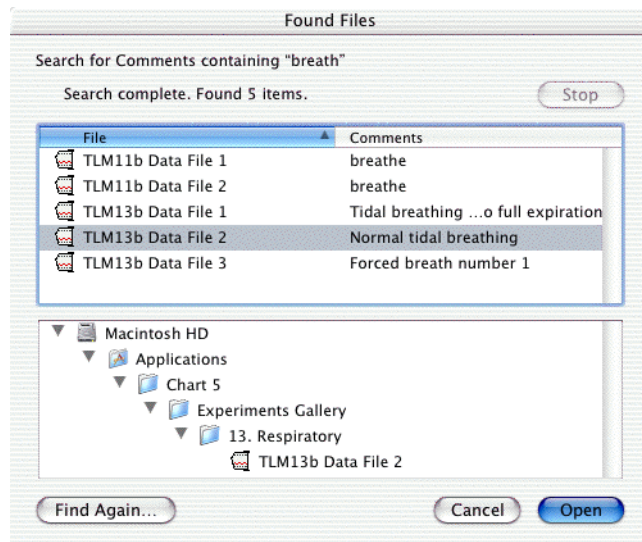 Found Files
Search for Comments containing “breath”
Search complete. Found 5 items.
Stop
File Comments
TLM11b Data File 1 breathe
TLM11b Data File 2 breathe
TLM13b Data File 1 Tidal breathing ...o full expiration
TLM13b Data File 2 Normal tidal breathing
TLM13b Data File 3 Forced breath number 1
Macintosh HD
Applications
Chart 5
Experiments Gallery
13. Respiratory
TLM13b Data File 2
Find Again... Cancel Open